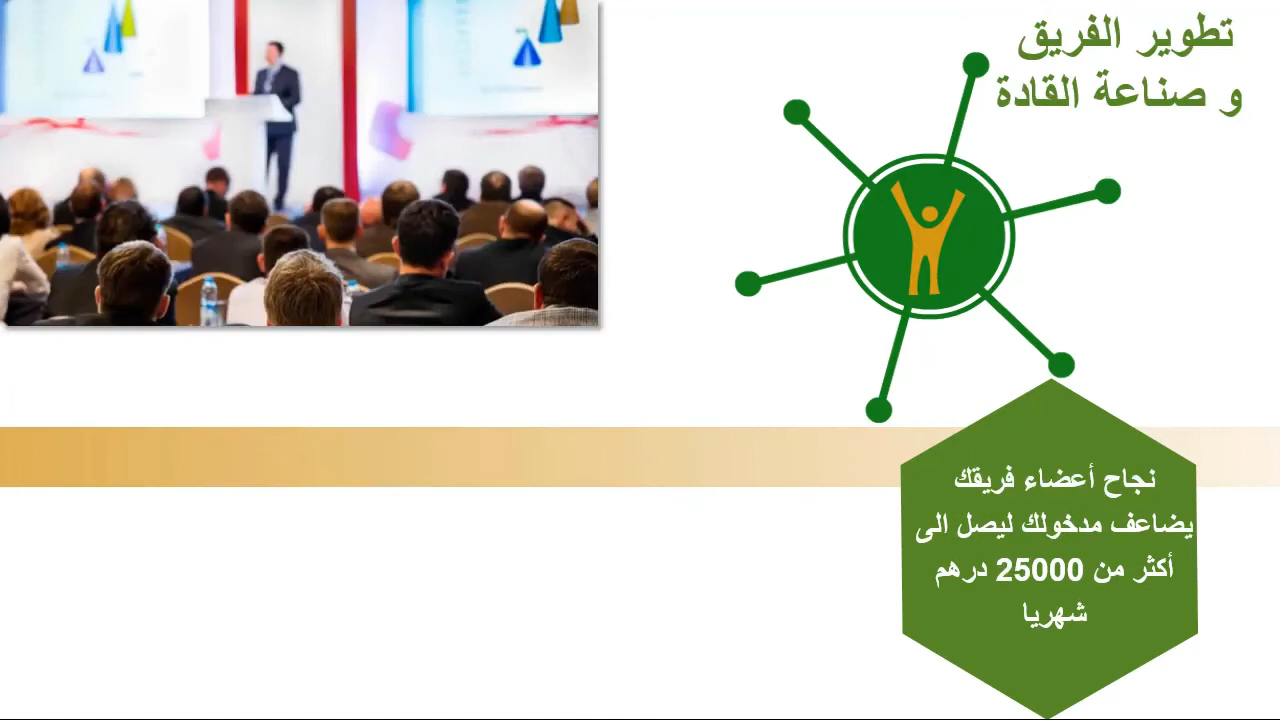 تطوير الفريق
و صناعة القادة
نجاح أعضاء فريقك
يضاعف مدخولك ليصل الى
أكثر من 25000 درهم
شهريا